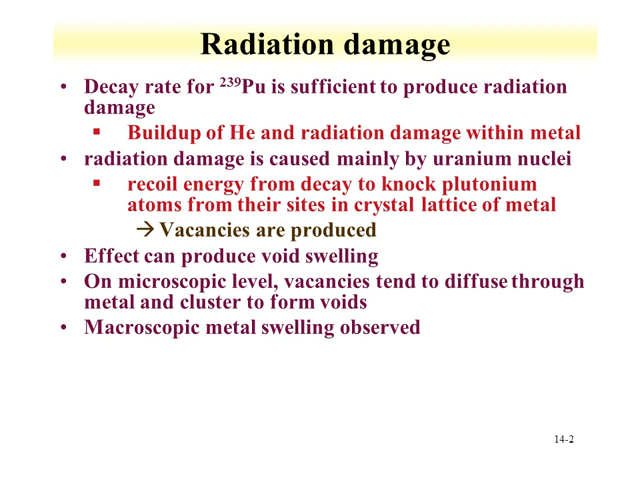 Radiation damage
• Decay rate for ²³⁹Pu is sufficient to produce radiation
damage
▪ Buildup of He and radiation damage within metal
• radiation damage is caused mainly by uranium nuclei
▪ recoil energy from decay to knock plutonium
atoms from their sites in crystal lattice of metal
→ Vacancies are produced
• Effect can produce void swelling
• On microscopic level, vacancies tend to diffuse through
metal and cluster to form voids
• Macroscopic metal swelling observed
14-2